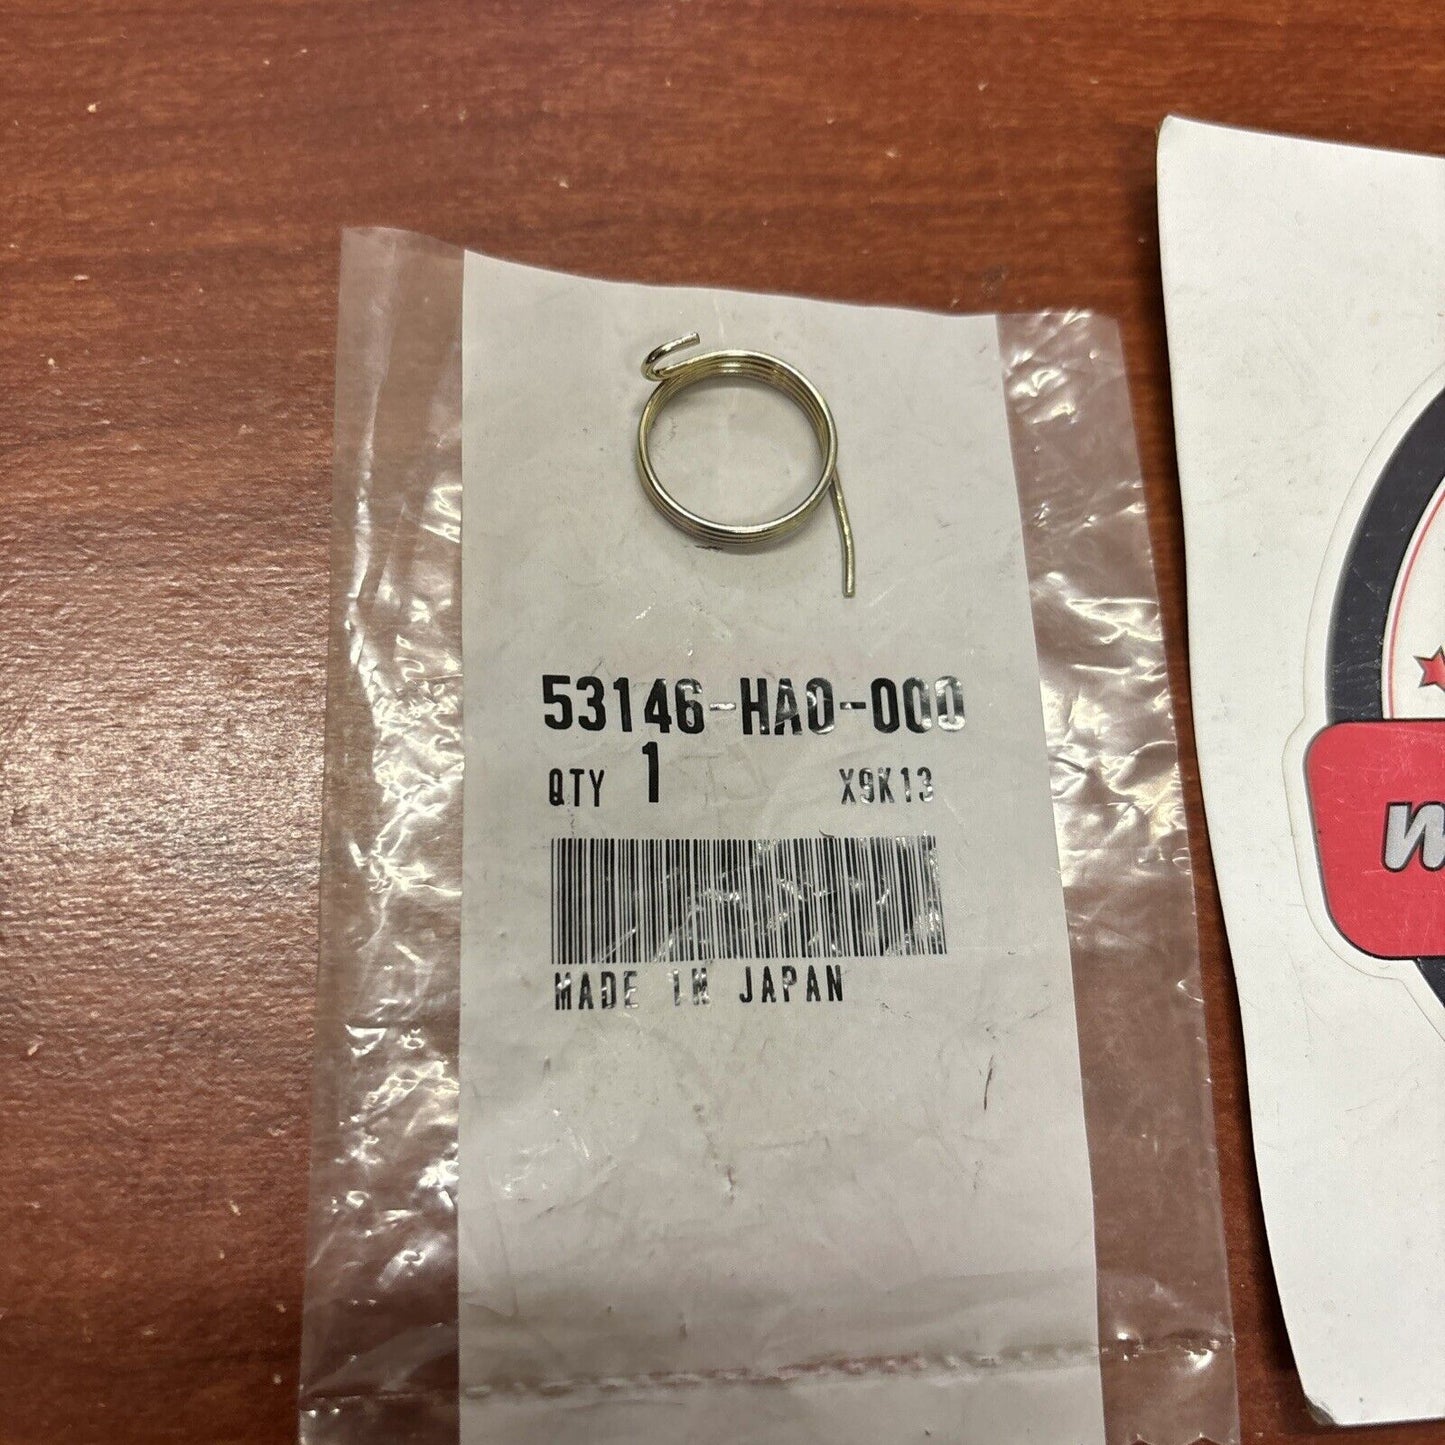 53146-HA0-000
QTY 1 X9K13
MADE IN JAPAN